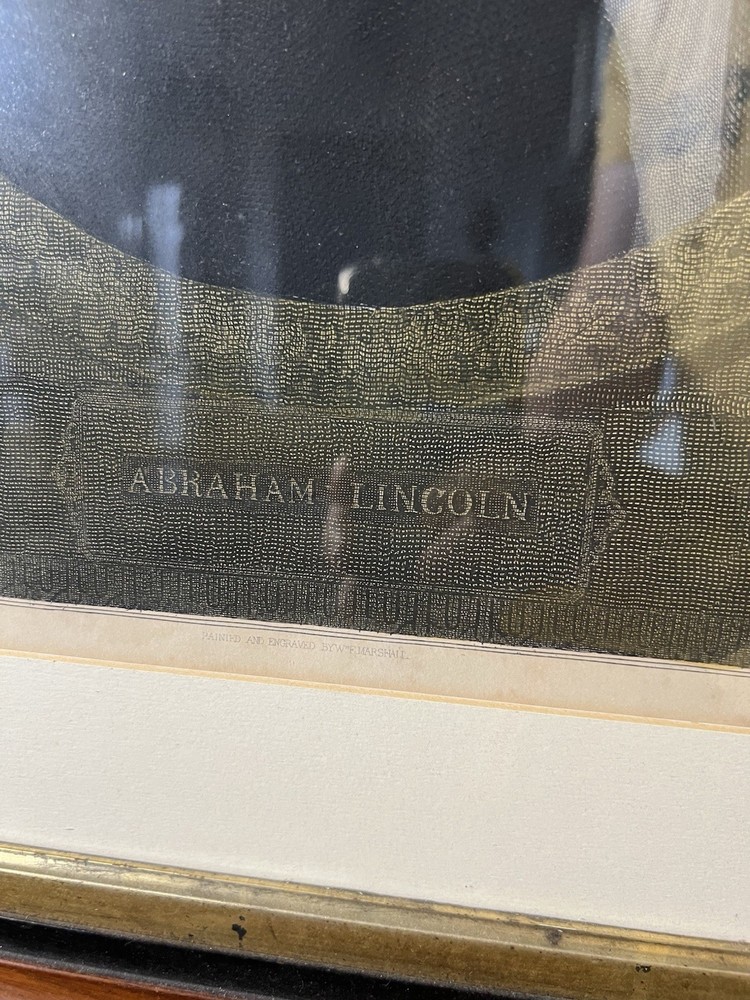 ABRAHAM LINCOLN
PAINTED AND ENGRAVED BY Wᵐ F. MARSHALL.